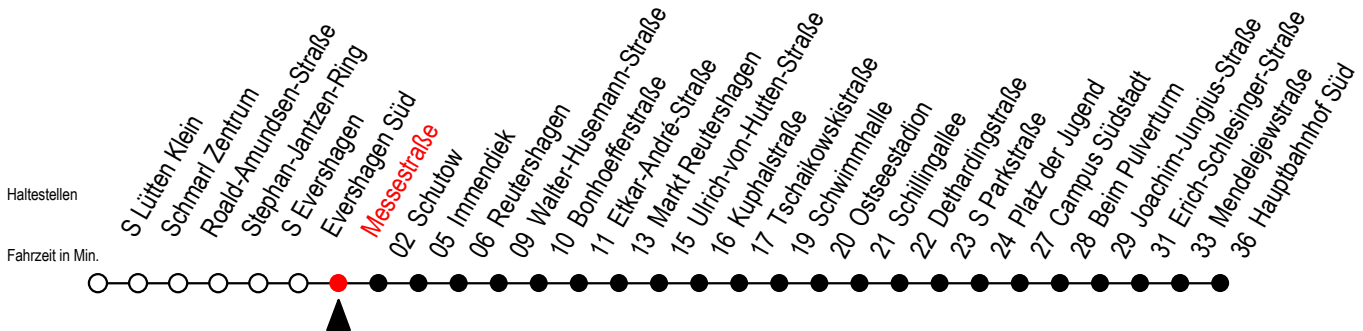 Haltestellen
Fahrzeit in Min.
S Lütten Klein
Schmarl Zentrum
Roald-Amundsen-Straße
Stephan-Jantzen-Ring
S Evershagen
Evershagen Süd
Messestraße
02 Schutow
05 Immendiek
06 Reutershagen
09 Walter-Husemann-Straße
10 Bonhoefferstraße
11 Etkar-André-Straße
13 Markt Reutershagen
15 Ulrich-von-Hutten-Straße
16 Kuphalstraße
17 Tschaikowskistraße
19 Schwimmhalle
20 Ostseestadion
21 Schillingallee
22 Dethardingstraße
23 S Parkstraße
24 Platz der Jugend
27 Campus Südstadt
28 Beim Pulverturm
29 Joachim-Jungius-Straße
31 Erich-Schlesinger-Straße
33 Mendelejewstraße
36 Hauptbahnhof Süd